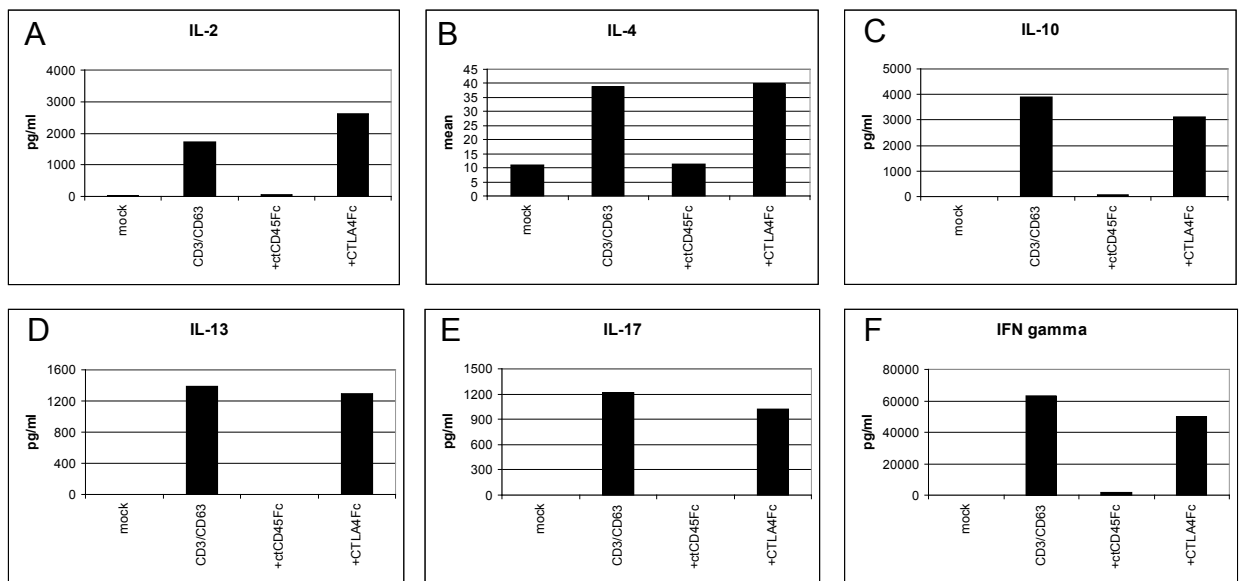 A
IL-2
pg/ml
4000
3000
2000
1000
0
mock
CD3/CD63
+ctCD45Fc
+CTLA4Fc
B
IL-4
mean
45
40
35
30
25
20
15
10
5
0
mock
CD3/CD63
+ctCD45Fc
+CTLA4Fc
C
IL-10
pg/ml
5000
4000
3000
2000
1000
0
mock
CD3/CD63
+ctCD45Fc
+CTLA4Fc
D
IL-13
pg/ml
1600
1200
800
400
0
mock
CD3/CD63
+ctCD45Fc
+CTLA4Fc
E
IL-17
pg/ml
1500
1200
900
600
300
0
mock
CD3/CD63
+ctCD45Fc
+CTLA4Fc
F
IFN gamma
pg/ml
80000
60000
40000
20000
0
mock
CD3/CD63
+ctCD45Fc
+CTLA4Fc